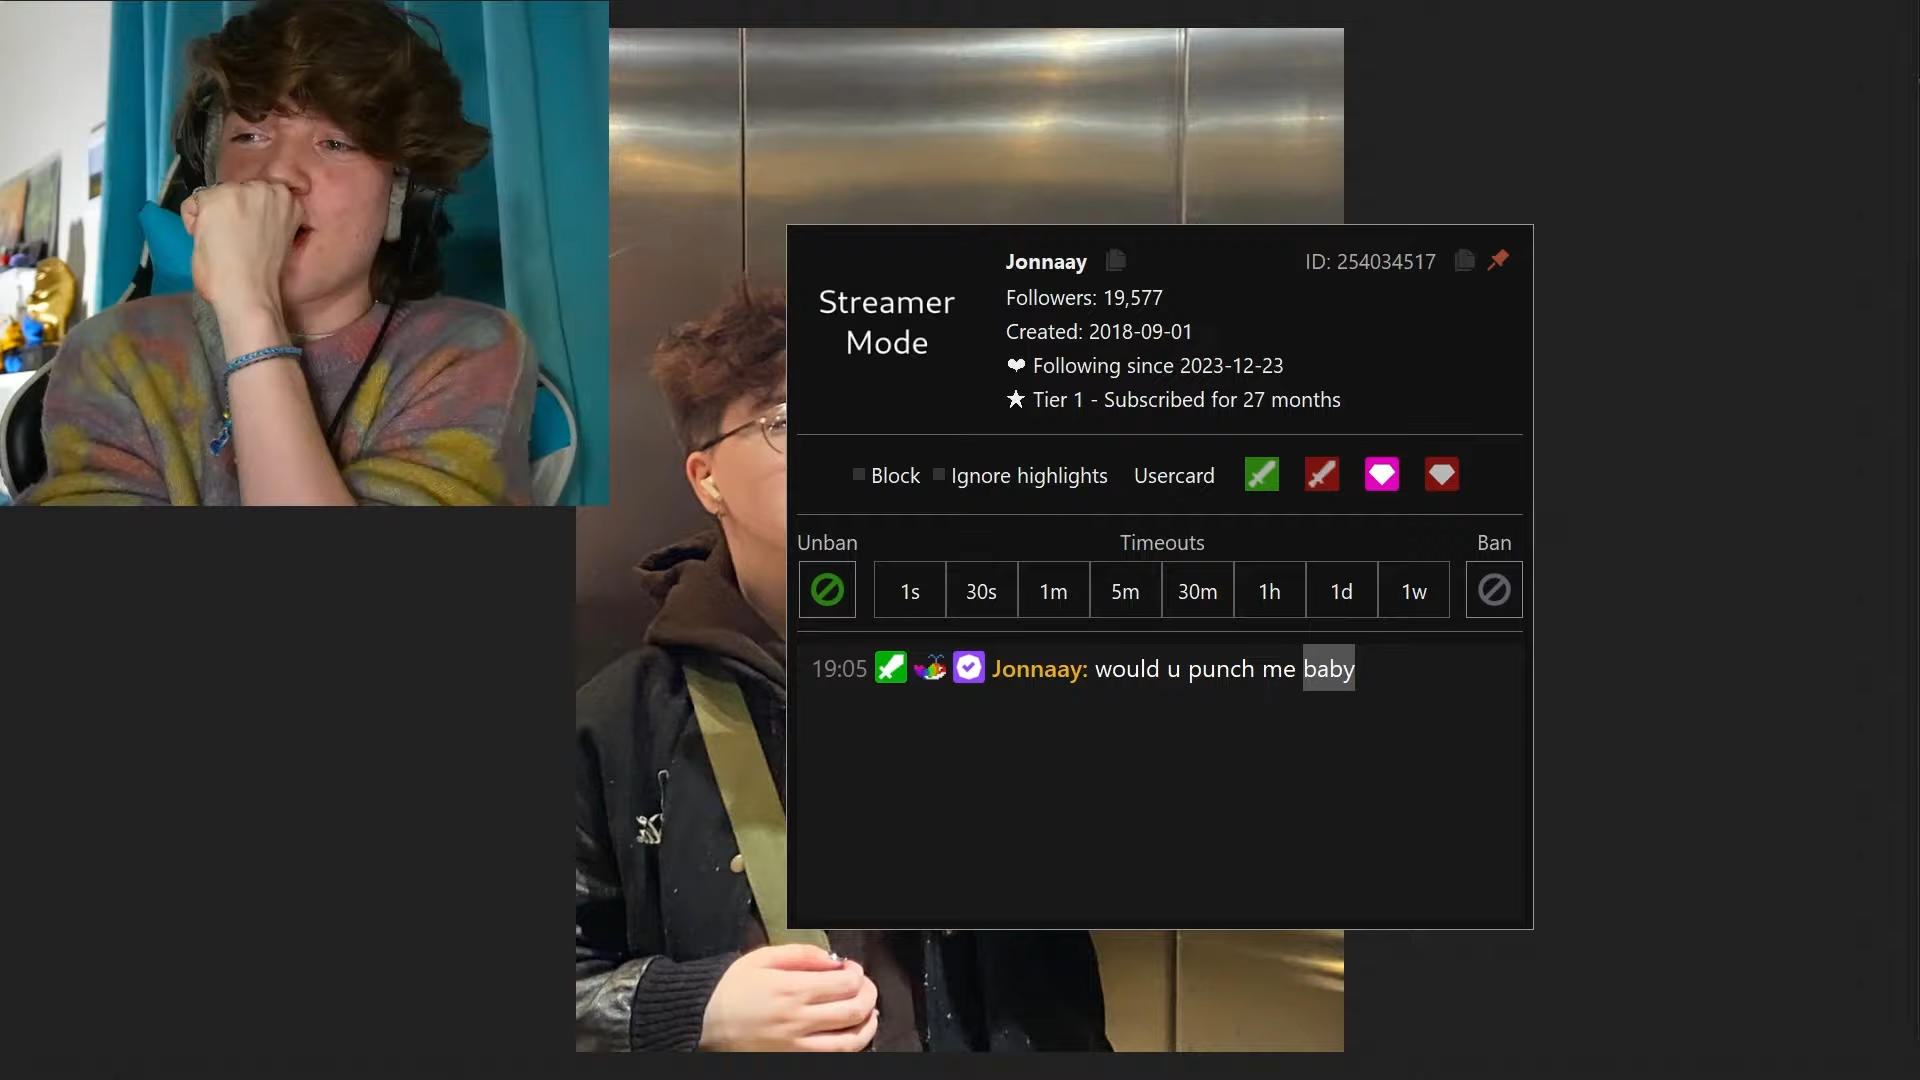 Streamer
Mode
Jonnaay
ID: 254034517
Followers: 19,577
Created: 2018-09-01
Following since 2023-12-23
Tier 1 - Subscribed for 27 months
Block
Ignore highlights
Usercard
Unban
Timeouts
Ban
1s 30s 1m 5m 30m 1h 1d 1w
19:05 Jonnaay: would u punch me baby